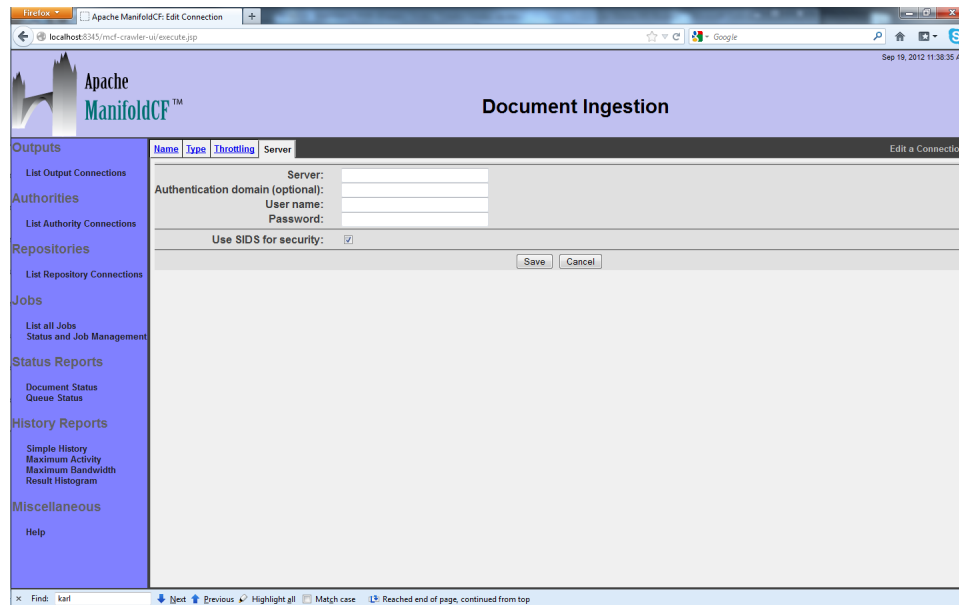 Firefox
Apache ManifoldCF: Edit Connection
+
localhost:8345/mcf-crawler-ui/execute.jsp
Google
Sep 19, 2012 11:38:35 A
Apache
ManifoldCF™
Document Ingestion
Outputs
List Output Connections
Authorities
List Authority Connections
Repositories
List Repository Connections
Jobs
List all Jobs
Status and Job Management
Status Reports
Document Status
Queue Status
History Reports
Simple History
Maximum Activity
Maximum Bandwidth
Result Histogram
Miscellaneous
Help
Name Type Throttling Server
Edit a Connectio
Server:
Authentication domain (optional):
User name:
Password:
Use SIDS for security:
Save Cancel
× Find: karl Next Previous Highlight all Match case Reached end of page, continued from top